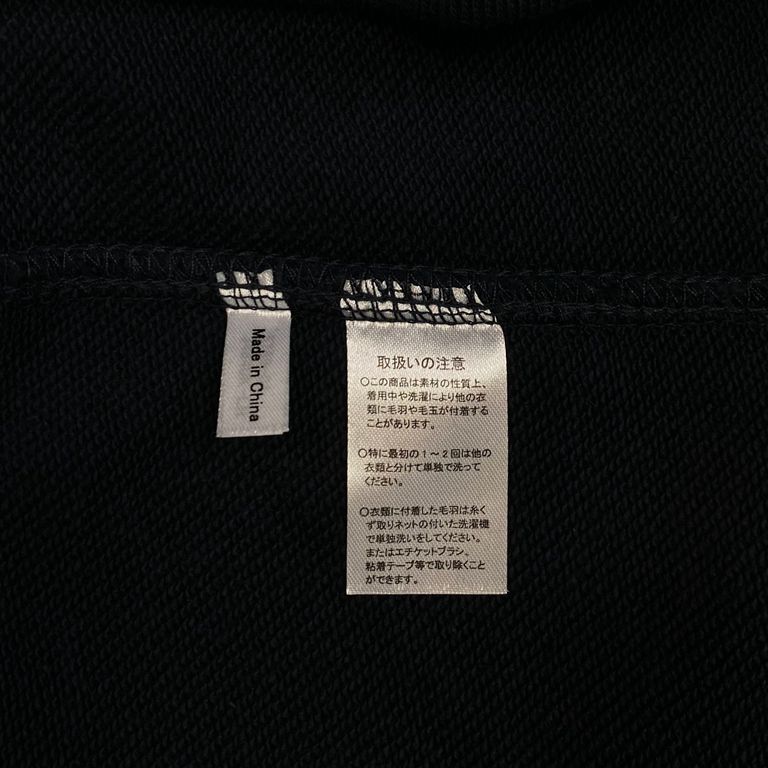 Made in China
取扱いの注意
○この商品は素材の性質上、
着用中や洗濯により他の衣
類に毛羽や毛玉が付着する
ことがあります。
○特に最初の1～2回は他の
衣類と分けて単独で洗って
ください。
○衣類に付着した毛羽は糸く
ず取りネットの付いた洗濯機
で単独洗いをしてください。
またはエチケットブラシ、
粘着テープ等で取り除くこと
ができます。